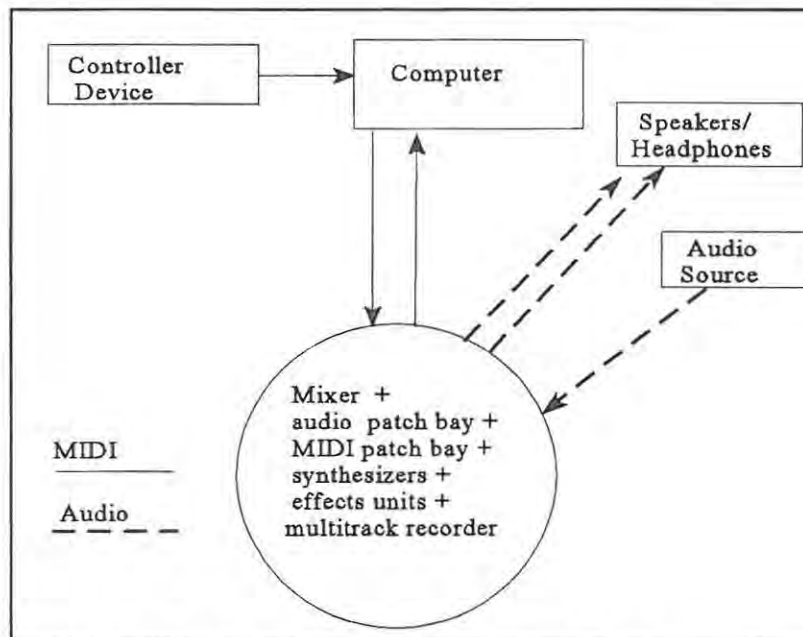 Controller
Device
Computer
Speakers/
Headphones
Audio
Source
Mixer +
audio patch bay +
MIDI patch bay +
synthesizers +
effects units +
multitrack recorder
MIDI
Audio